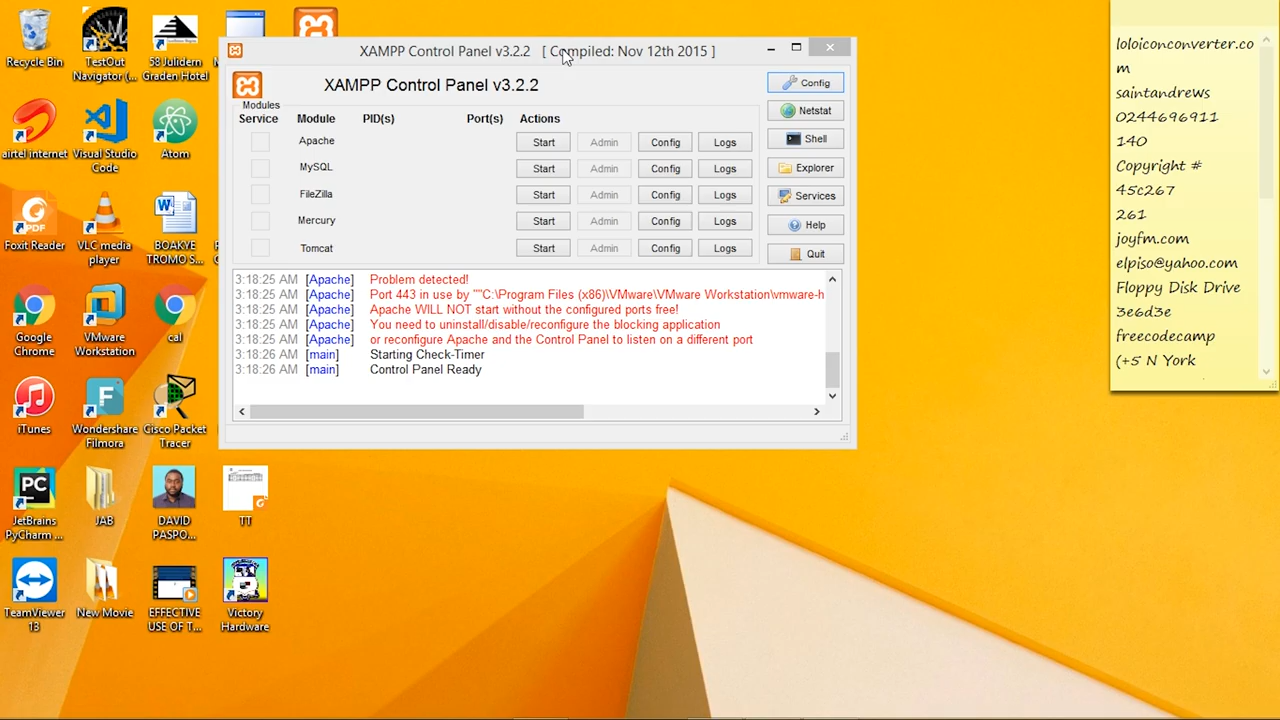 Recycle Bin
TestOut
Navigator (...
58 Julidern
Graden Hotel
airtel internet
Visual Studio
Code
Atom
Foxit Reader
VLC media
player
BOAKYE
TROMO S...
Google
Chrome
VMware
Workstation
cal
iTunes
Wondershare
Filmora
Cisco Packet
Tracer
JetBrains
PyCharm ...
JAB
DAVID
PASPO...
TT
TeamViewer
13
New Movie
EFFECTIVE
USE OF T...
Victory
Hardware
XAMPP Control Panel v3.2.2 [ Compiled: Nov 12th 2015 ]
XAMPP Control Panel v3.2.2
Modules
Service Module PID(s) Port(s) Actions
Apache Start Admin Config Logs
MySQL Start Admin Config Logs
FileZilla Start Admin Config Logs
Mercury Start Admin Config Logs
Tomcat Start Admin Config Logs
Config
Netstat
Shell
Explorer
Services
Help
Quit
3:18:25 AM [Apache] Problem detected!
3:18:25 AM [Apache] Port 443 in use by ""C:\Program Files (x86)\VMware\VMware Workstation\vmware-h
3:18:25 AM [Apache] Apache WILL NOT start without the configured ports free!
3:18:25 AM [Apache] You need to uninstall/disable/reconfigure the blocking application
3:18:25 AM [Apache] or reconfigure Apache and the Control Panel to listen on a different port
3:18:26 AM [main] Starting Check-Timer
3:18:26 AM [main] Control Panel Ready
loloiconconverter.co
m
saintandrews
0244696911
140
Copyright #
45c267
261
joyfm.com
elpiso@yahoo.com
Floppy Disk Drive
3e6d3e
freecodecamp
(+5 N York